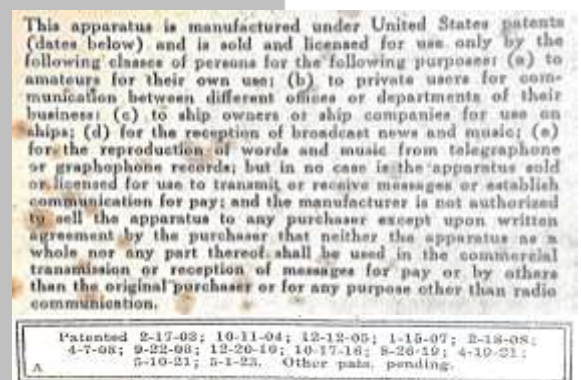 This apparatus is manufactured under United States patents
(dates below) and is sold and licensed for use only by the
following classes of persons for the following purposes: (a) to
amateurs for their own use; (b) to private users for com-
munication between different offices or departments of their
business; (c) to ship owners or ship companies for use on
ships; (d) for the reception of broadcast news and music; (e)
for the reproduction of words and music from telegraphone
or graphophone records; but in no case is the apparatus sold
or licensed for use to transmit or receive messages or establish
communication for pay; and the manufacturer is not authorized
to sell the apparatus to any purchaser except upon written
agreement by the purchaser that neither the apparatus as a
whole nor any part thereof shall be used in the commercial
transmission or reception of messages for pay or by others
than the original purchaser or for any purpose other than radio
communication.
Patented 2-17-03; 10-11-04; 12-12-05; 1-15-07; 2-18-08;
4-7-08; 9-22-08; 12-20-10; 10-17-16; 8-26-19; 4-19-21;
5-10-21; 5-1-23. Other pats. pending.
A